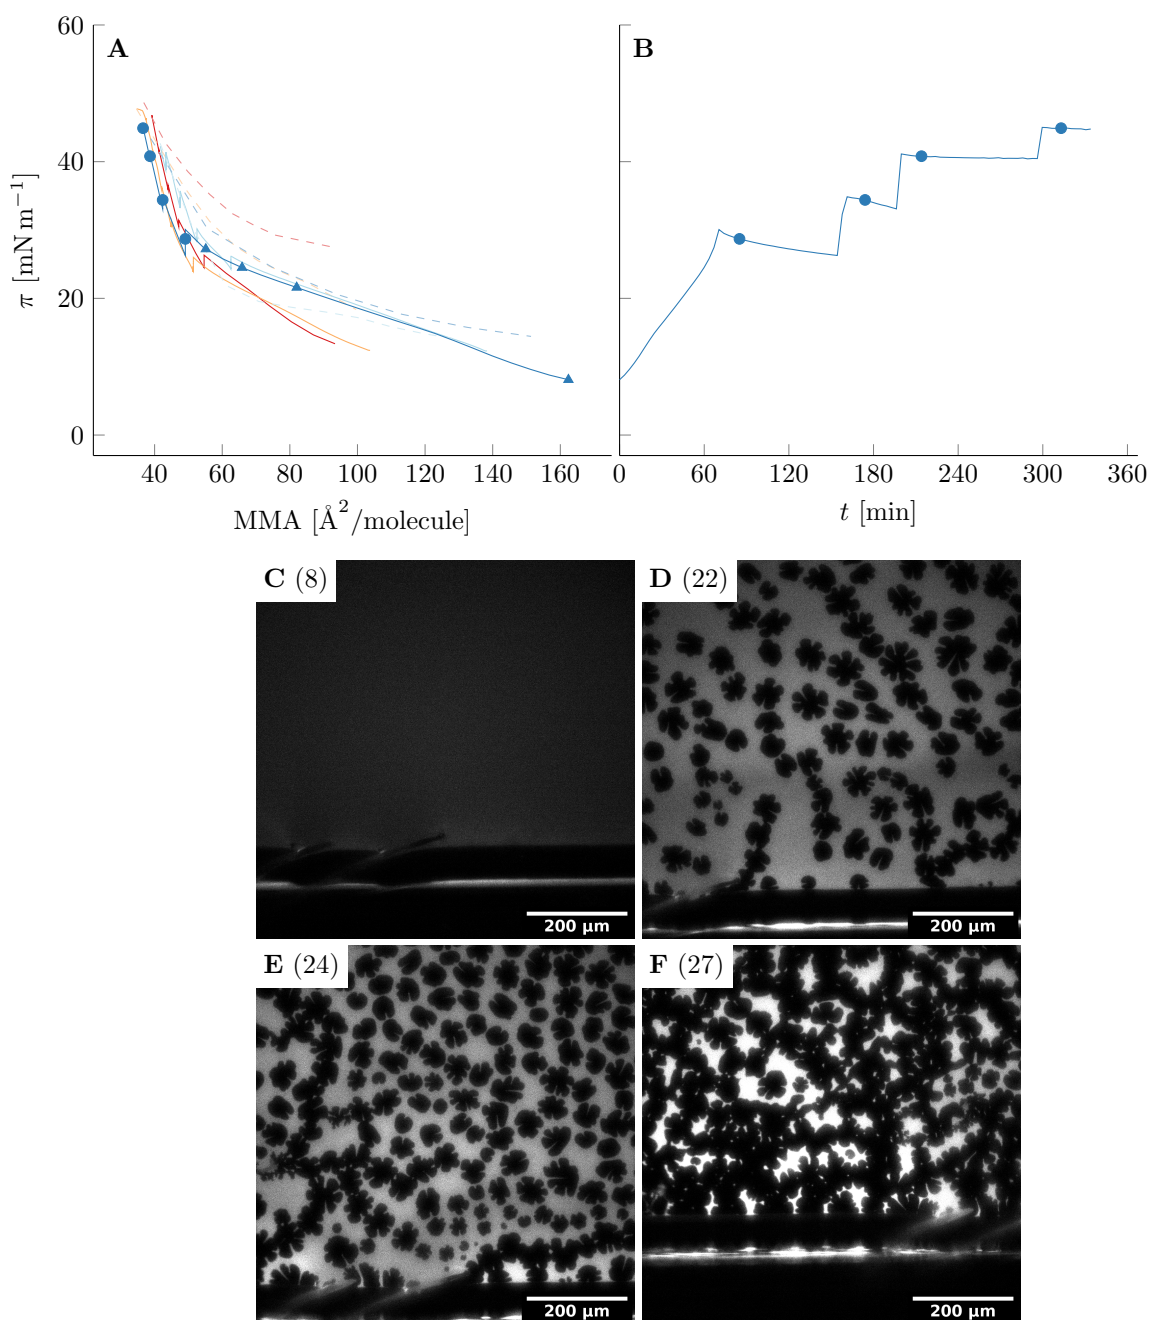 A
B
60
40
20
0
π [mN m⁻¹]
40 60 80 100 120 140 160
0 60 120 180 240 300 360
MMA [Å²/molecule]
t [min]
C (8)
D (22)
200 µm
200 µm
E (24)
F (27)
200 µm
200 µm